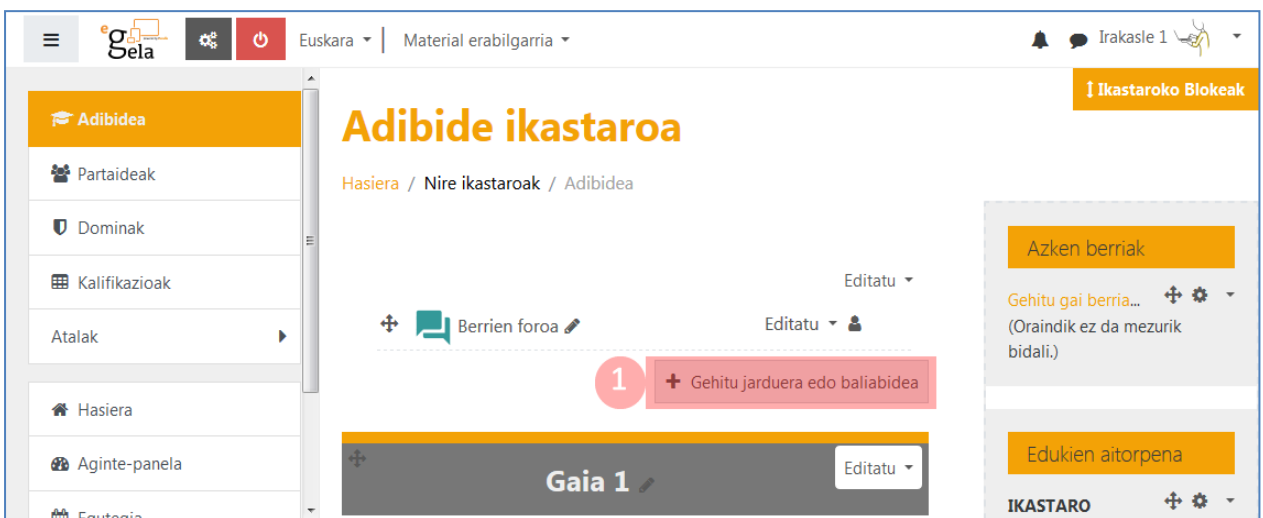 eGela
Euskara
Material erabilgarria
Irakasle 1
Ikastaroko Blokeak
Adibidea
Partaideak
Dominak
Kalifikazioak
Atalak
Hasiera
Aginte-panela
Egutegia
Adibide ikastaroa
Hasiera / Nire ikastaroak / Adibidea
Editatu
Berrien foroa
Editatu
1
+ Gehitu jarduera edo baliabidea
Gaia 1
Editatu
Azken berriak
Gehitu gai berria...
(Oraindik ez da mezurik
bidali.)
Edukien aitorpena
IKASTARO